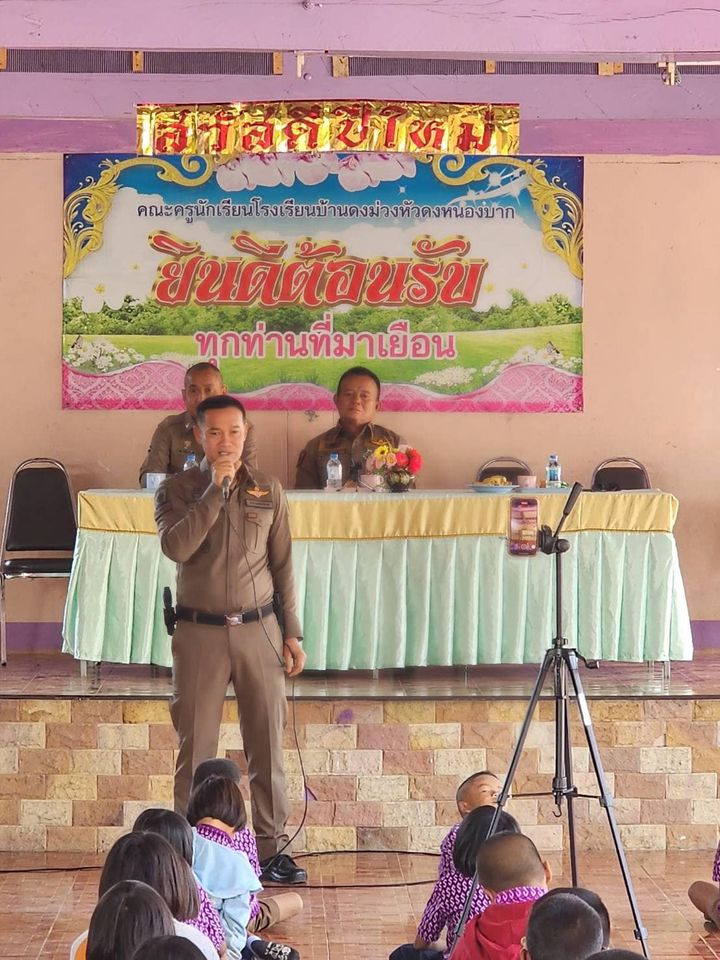 สวัสดีปีใหม่
คณะครูนักเรียนโรงเรียนบ้านดงม่วงหัวดงหนองบาก
ยินดีต้อนรับ
ทุกท่านที่มาเยือน